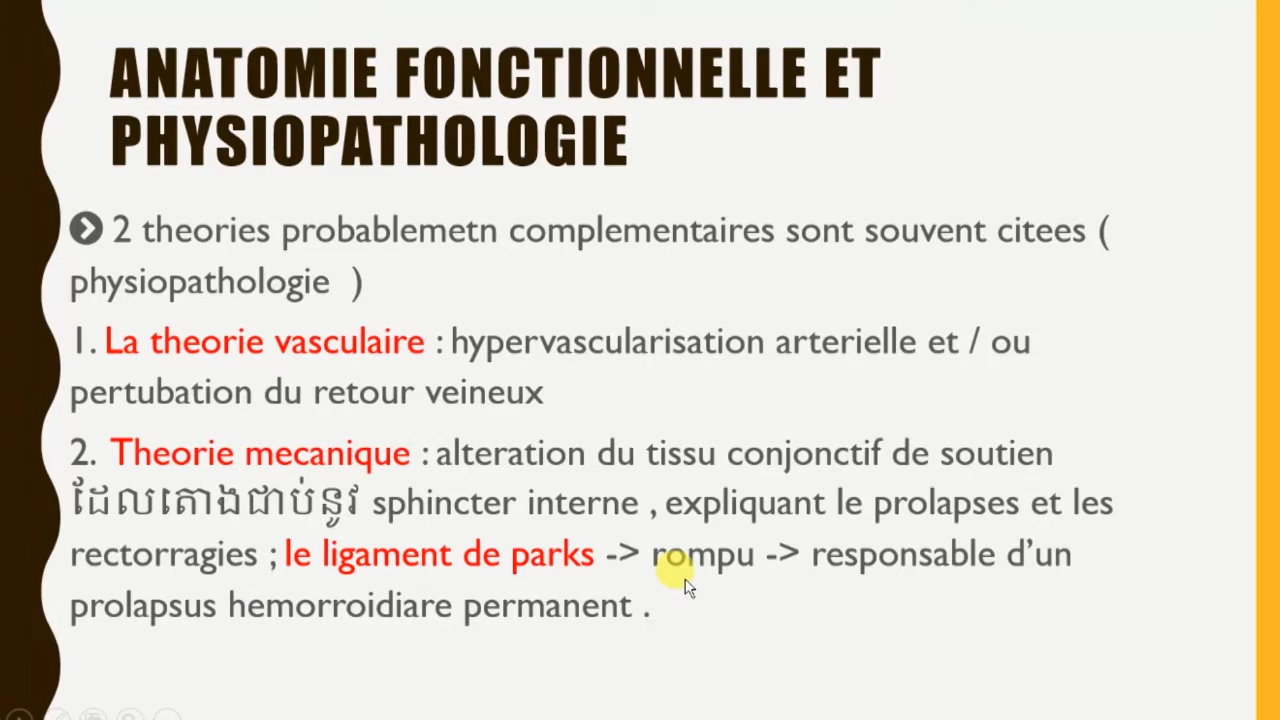 ANATOMIE FONCTIONNELLE ET
PHYSIOPATHOLOGIE
2 theories probablemetn complementaires sont souvent citees (
physiopathologie )
1. La theorie vasculaire : hypervascularisation arterielle et / ou
pertubation du retour veineux
2. Theorie mecanique : alteration du tissu conjonctif de soutien
ដែលតោងជាប់នូវ sphincter interne , expliquant le prolapses et les
rectorragies ; le ligament de parks -> rompu -> responsable d’un
prolapsus hemorroidiare permanent .